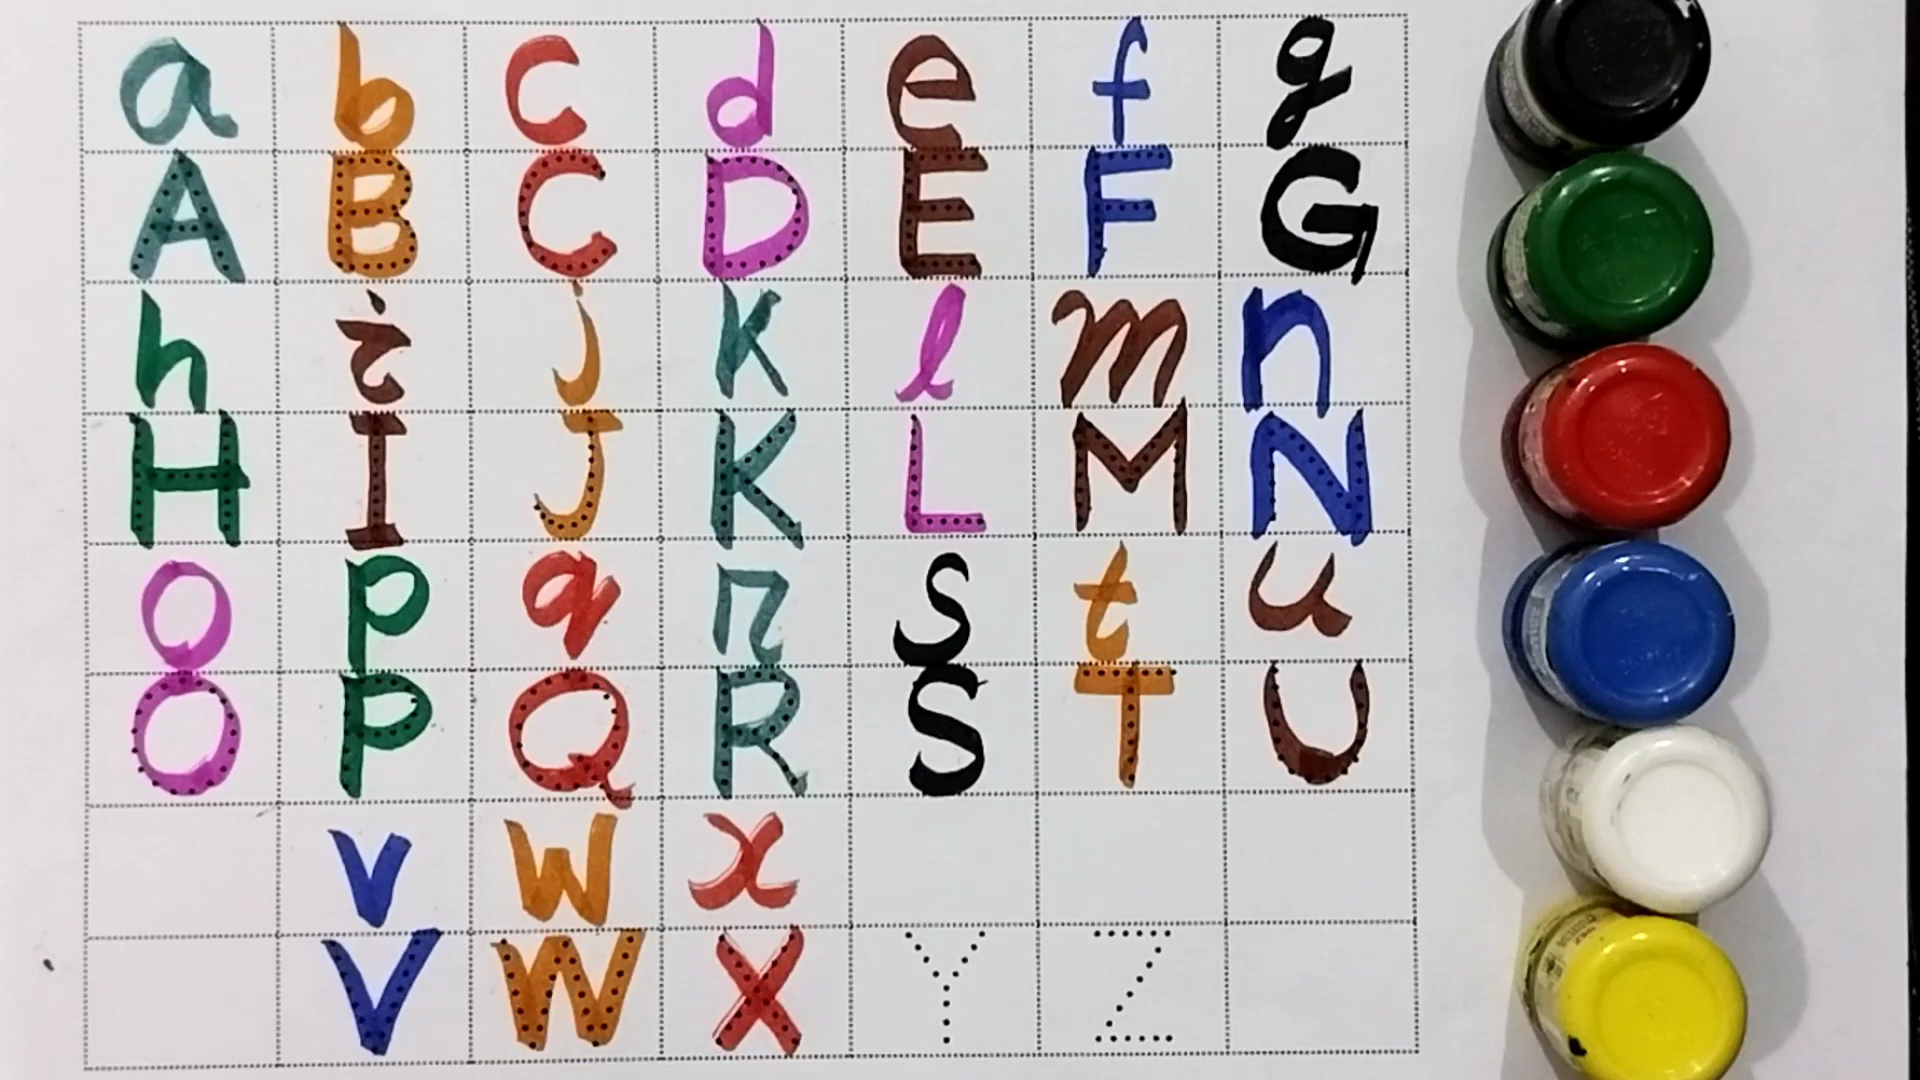 a b c d e f g
A B C D E F G
h i j k l m n
H I J K L M N
o p q r s t u
O P Q R S T U
v w x
V W X Y Z